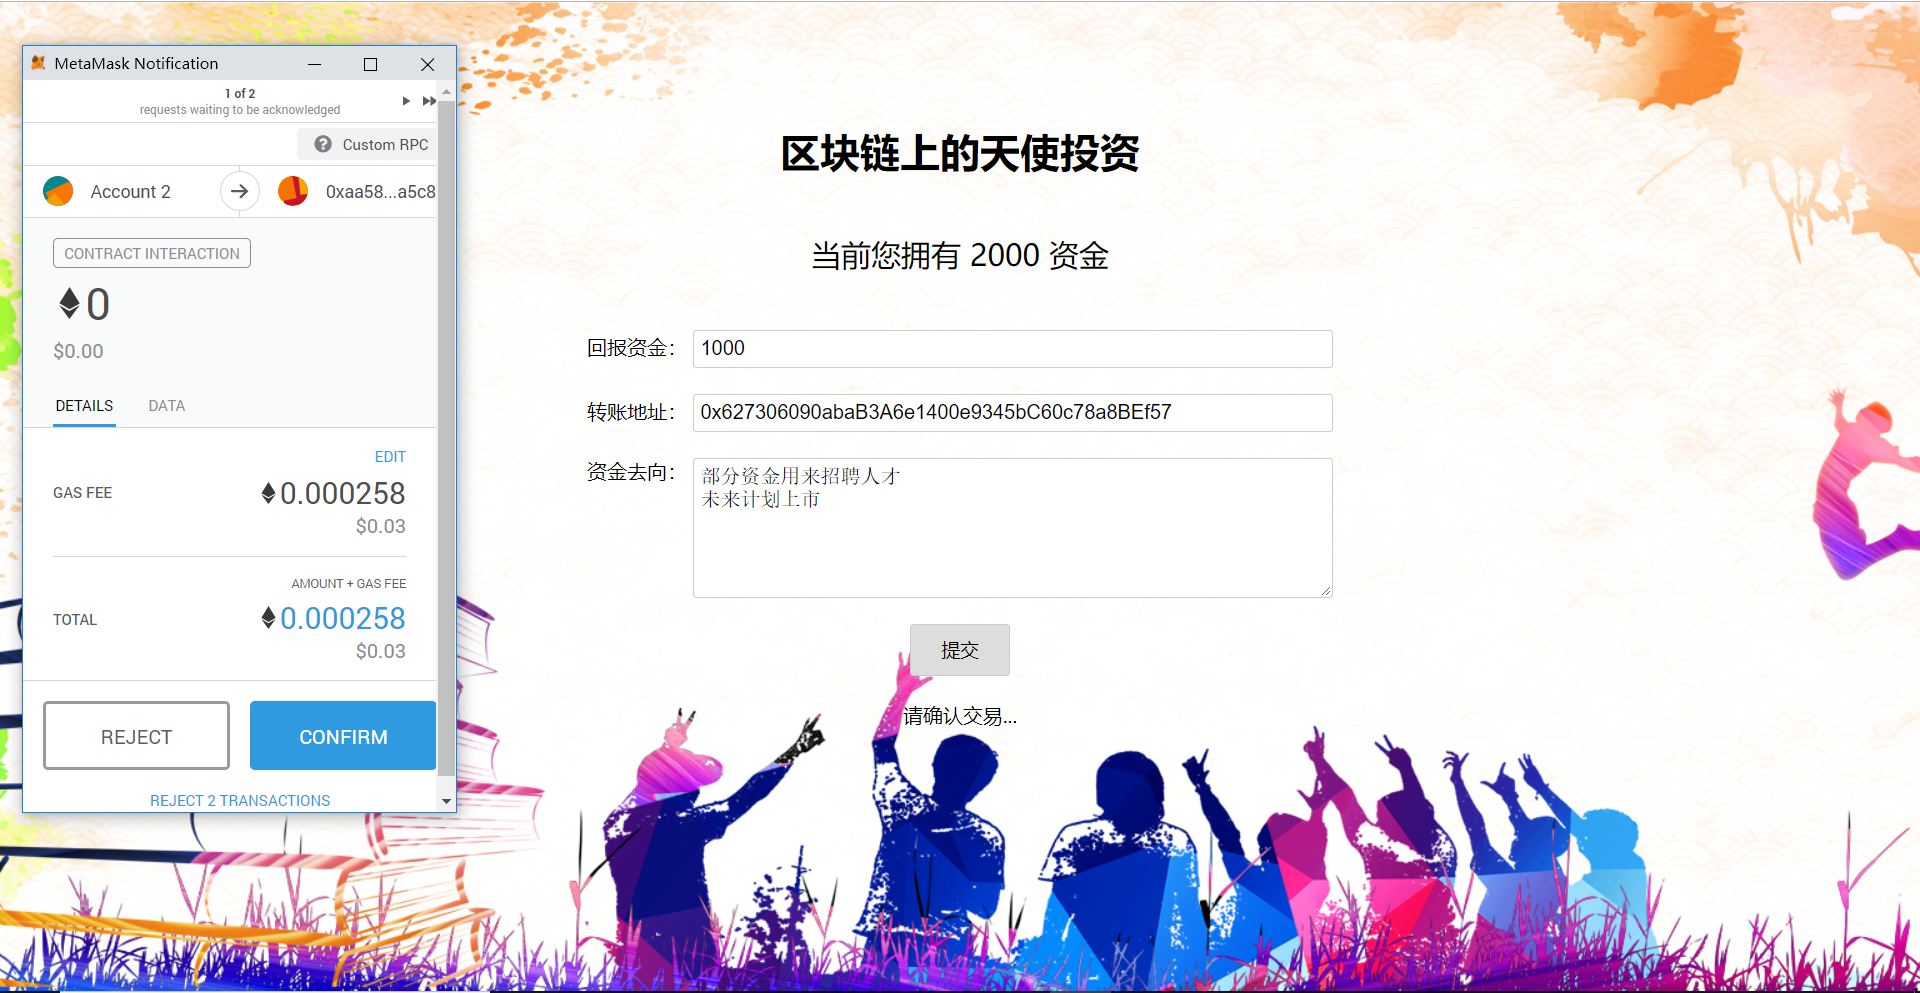 MetaMask Notification
1 of 2
requests waiting to be acknowledged
Custom RPC
Account 2
0xaa58...a5c8
CONTRACT INTERACTION
0
$0.00
DETAILS DATA
EDIT
GAS FEE
0.000258
$0.03
AMOUNT + GAS FEE
TOTAL
0.000258
$0.03
REJECT
CONFIRM
REJECT 2 TRANSACTIONS
区块链上的天使投资
当前您拥有 2000 资金
回报资金： 1000
转账地址： 0x627306090abaB3A6e1400e9345bC60c78a8BEf57
资金去向： 部分资金用来招聘人才
未来计划上市
提交
请确认交易...